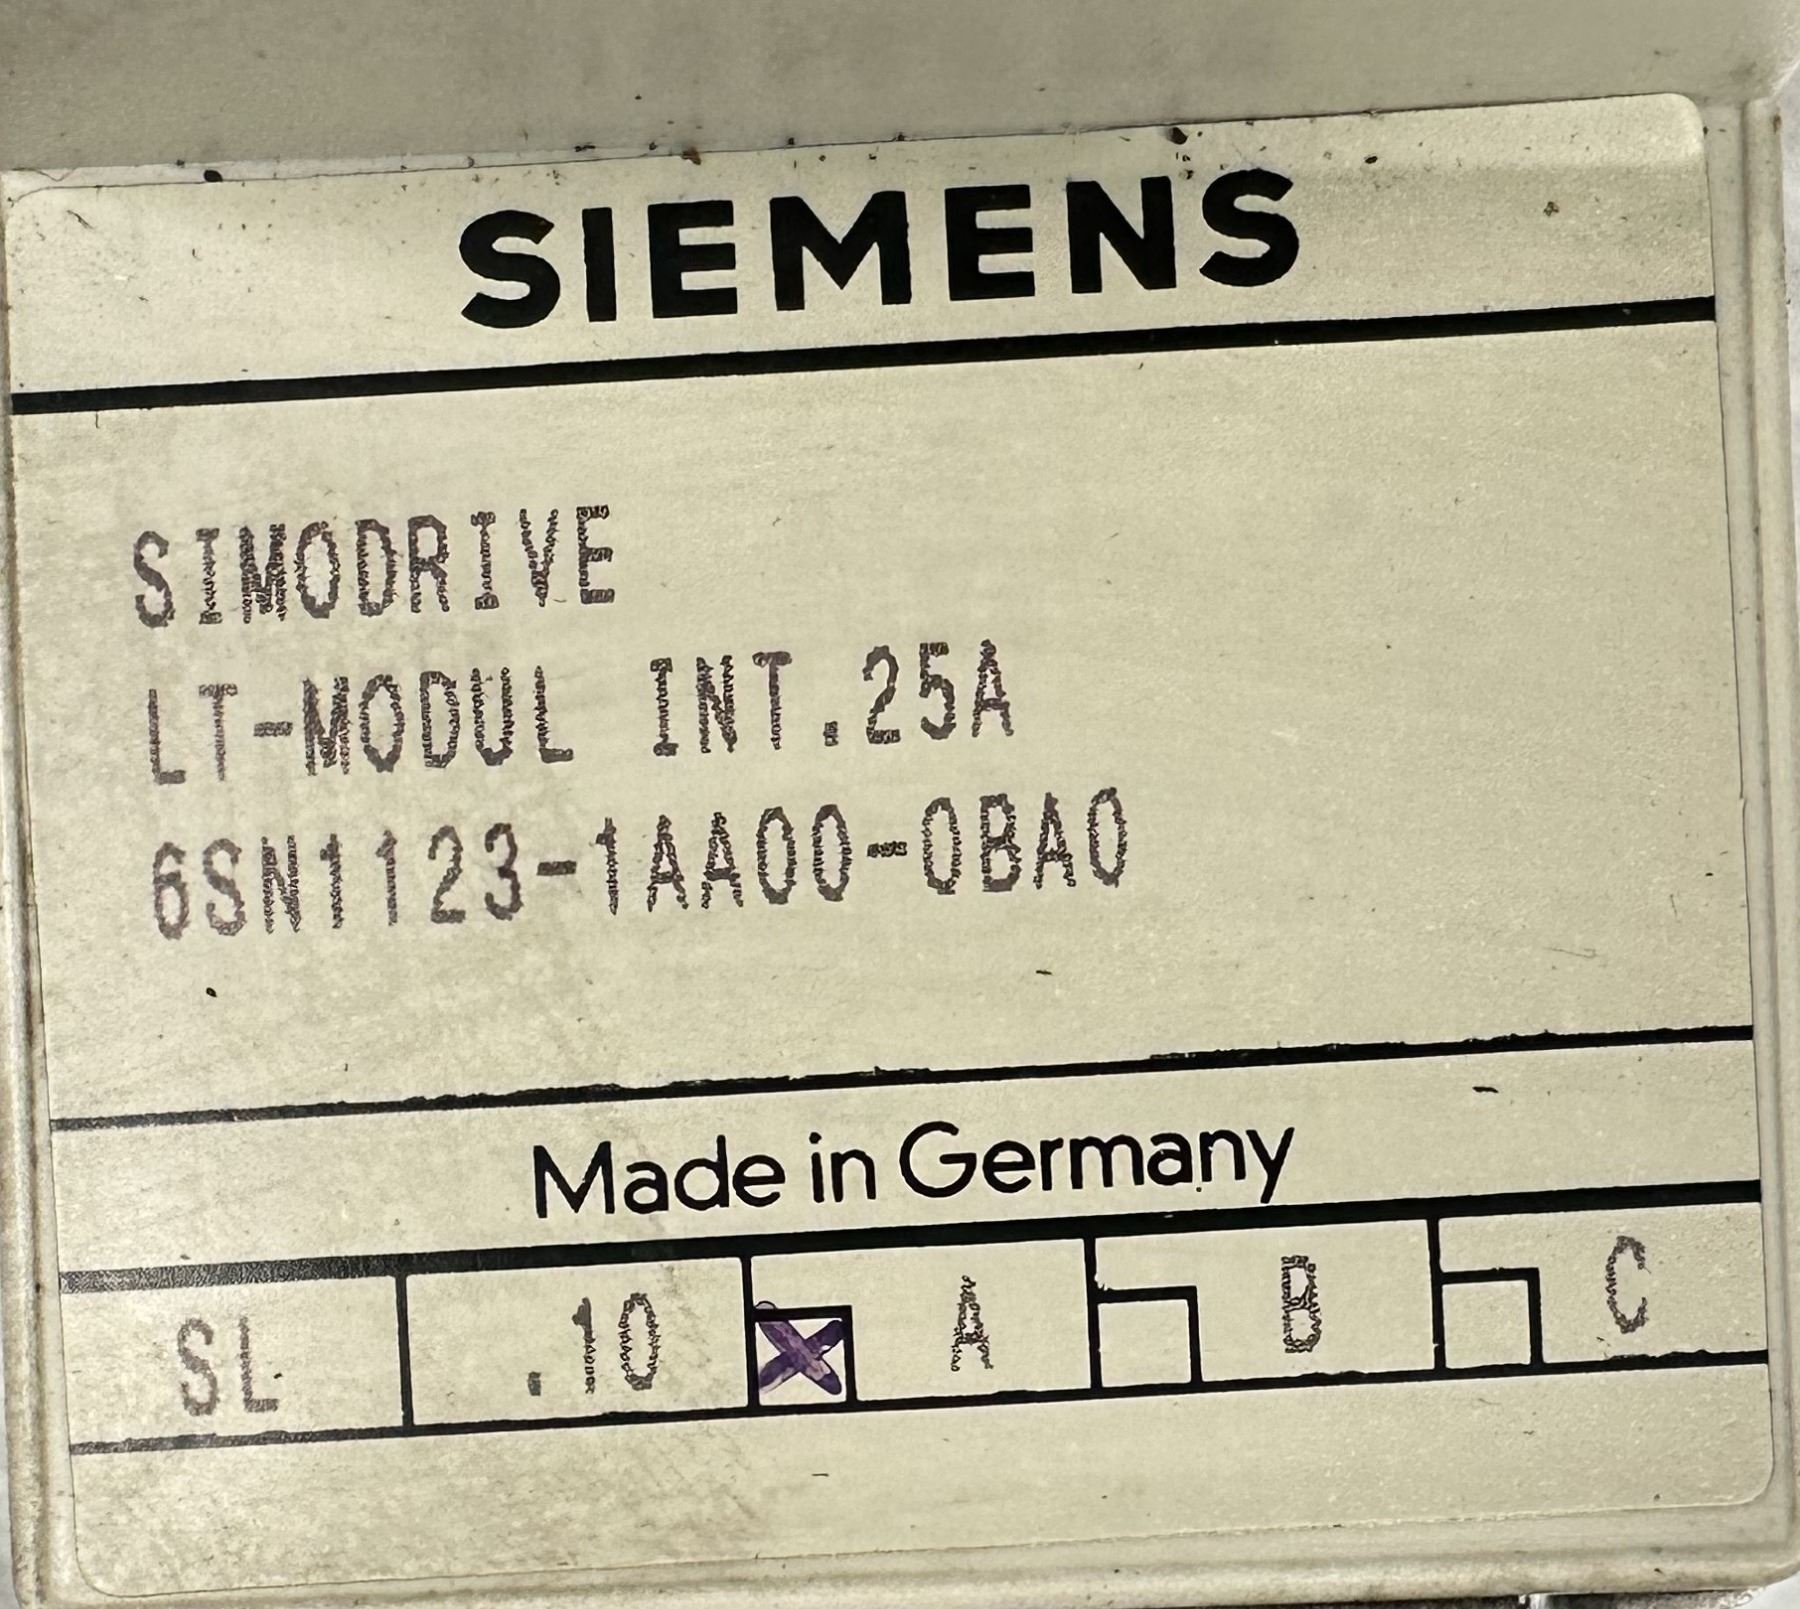 SIEMENS
SIMODRIVE
LT-MODUL INT.25A
6SN1123-1AA00-0BA0
Made in Germany
SL .10 A B C